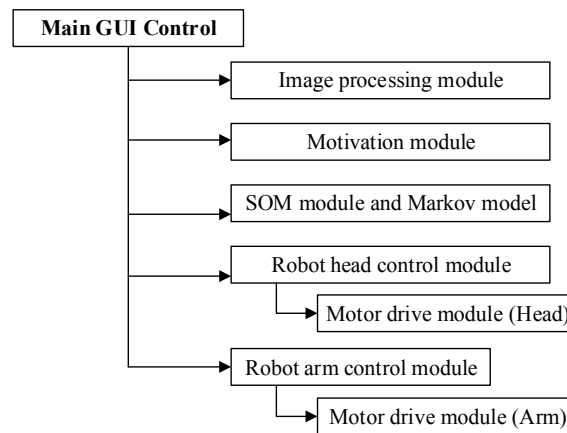 Main GUI Control
Image processing module
Motivation module
SOM module and Markov model
Robot head control module
Motor drive module (Head)
Robot arm control module
Motor drive module (Arm)